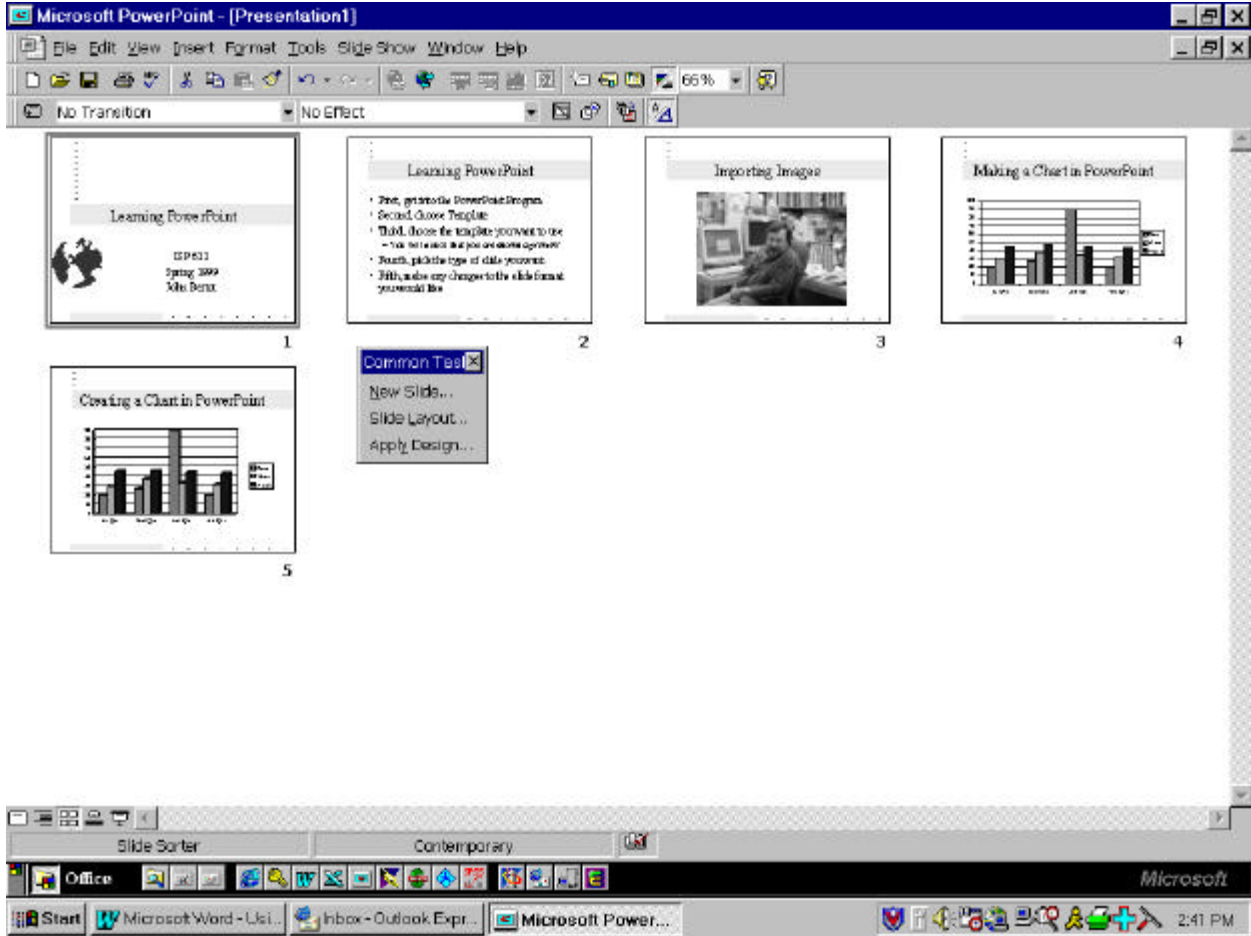 Microsoft PowerPoint - [Presentation1]
File Edit View Insert Format Tools Slide Show Window Help
66%
No Transition No Effect
Learning PowerPoint
ISP 611
Spring 1999
John
1
Learning PowerPoint
First, get into the PowerPoint Program
Second, choose Template
Third, choose the template you want to use
Fourth, pick the type of slide you want
Fifth, make any changes to the slide format
you would like
2
Importing Images
3
Making a Chart in PowerPoint
4
Creating a Chart in PowerPoint
5
Common Tas
New Slide...
Slide Layout...
Apply Design...
Slide Sorter Contemporary
Office Microsoft
Start Microsoft Word - Usi... Inbox - Outlook Expr... Microsoft Power... 2:41 PM